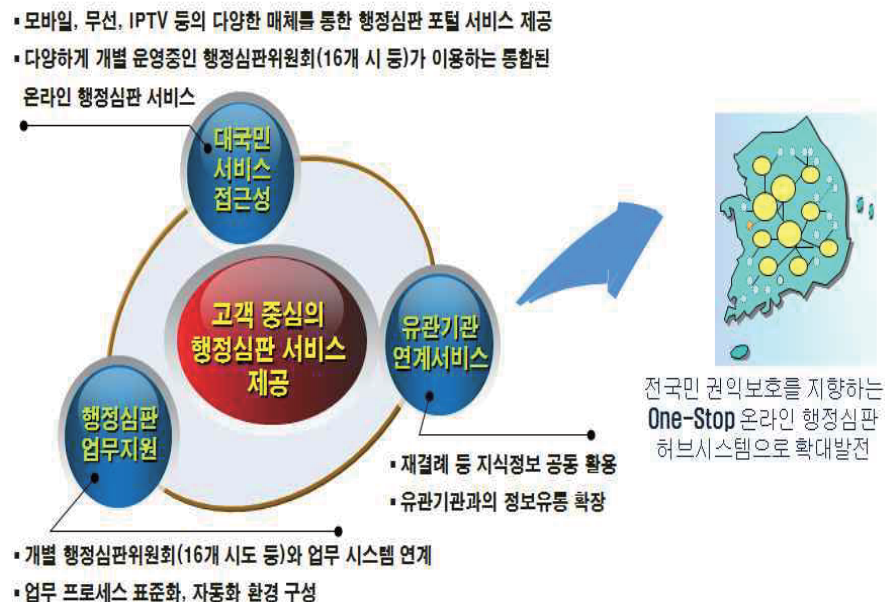 ▪ 모바일, 무선, IPTV 등의 다양한 매체를 통한 행정심판 포털 서비스 제공
▪ 다양하게 개별 운영중인 행정심판위원회(16개 시 등)가 이용하는 통합된
온라인 행정심판 서비스
대국민
서비스
접근성
고객 중심의
행정심판 서비스
제공
유관기관
연계서비스
행정심판
업무지원
▪ 재결례 등 지식정보 공동 활용
▪ 유관기관과의 정보유통 확장
▪ 개별 행정심판위원회(16개 시도 등)와 업무 시스템 연계
▪ 업무 프로세스 표준화, 자동화 환경 구성
전국민 권익보호를 지향하는
One-Stop 온라인 행정심판
허브시스템으로 확대발전